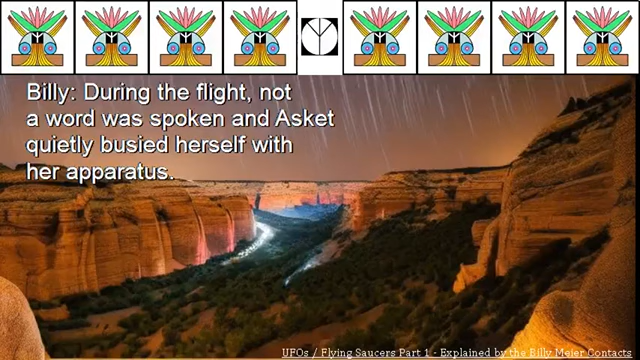 Billy: During the flight, not
a word was spoken and Asket
quietly busied herself with
her apparatus.
UFOs / Flying Saucers Part 1 - Explained by the Billy Meier Contacts